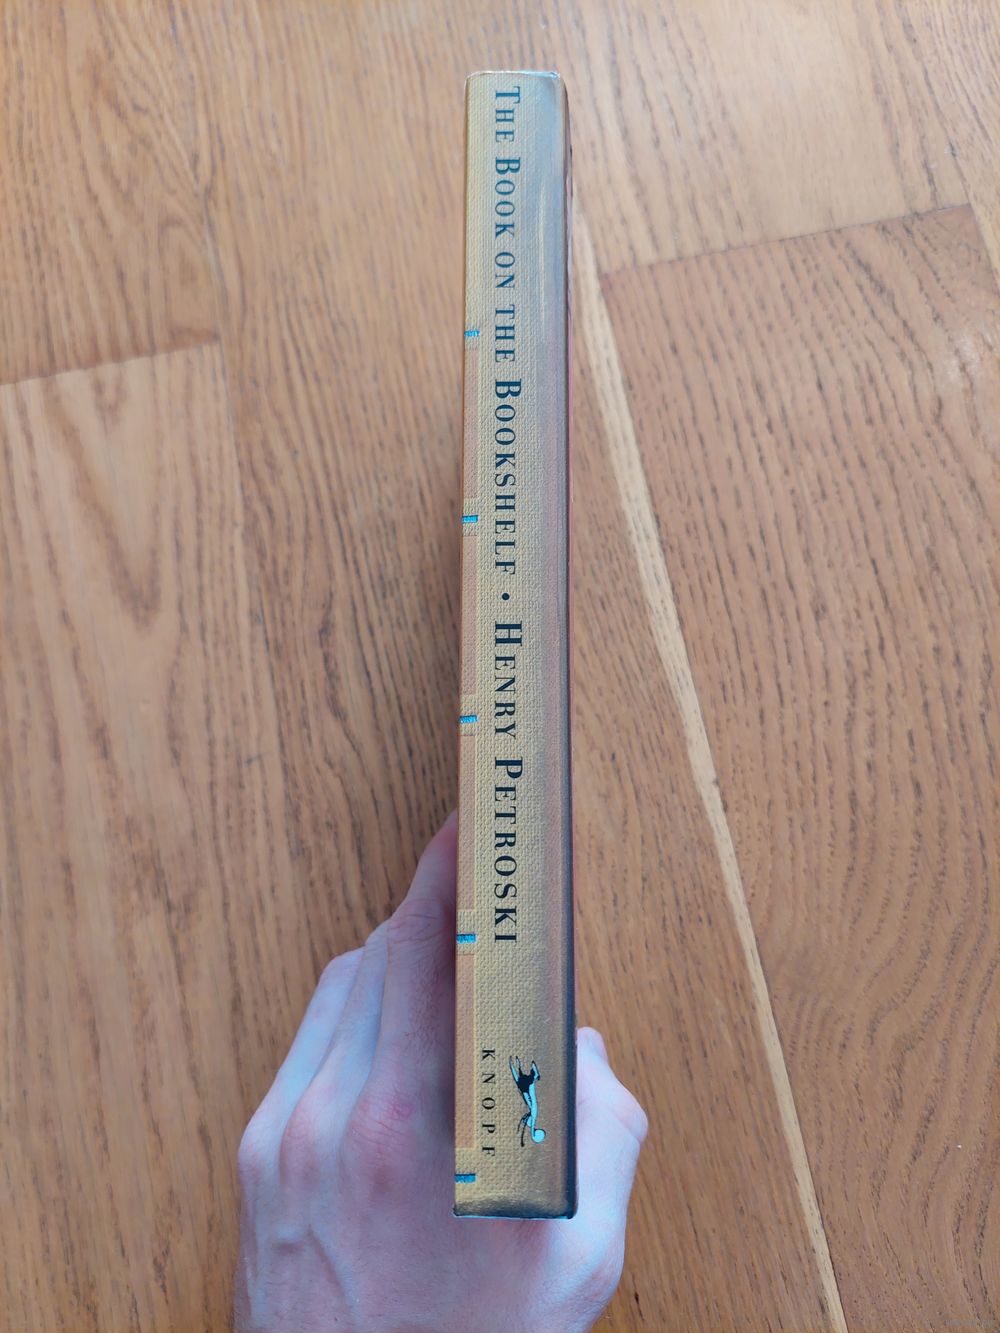 THE BOOK ON THE BOOKSHELF • HENRY PETROSKI
KNOPF